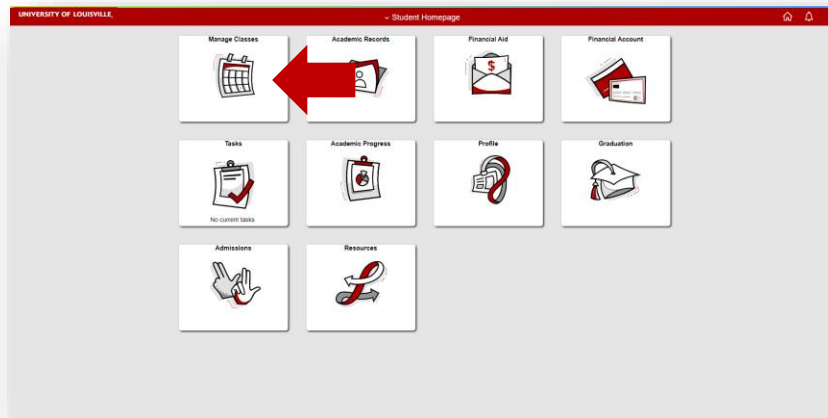 UNIVERSITY OF LOUISVILLE.
Student Homepage
Manage Classes
Academic Records
Financial Aid
Financial Account
$
Tasks
Academic Progress
Profile
Graduation
No current tasks
Admissions
Resources